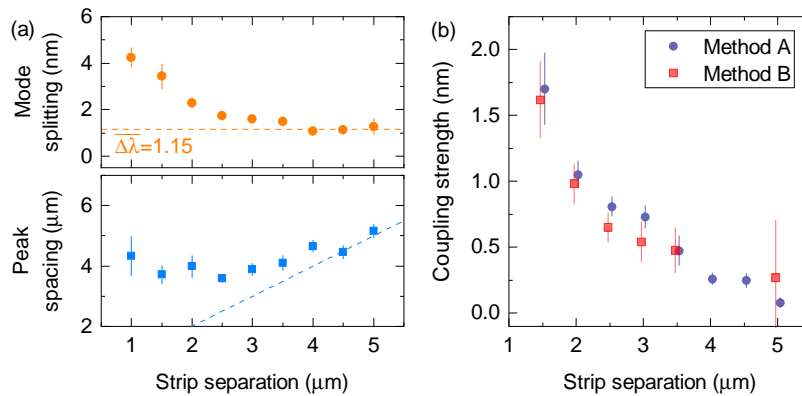 (a)
6
4
2
0
Mode
splitting (nm)
Δλ=1.15
6
4
2
Peak
spacing (μm)
1 2 3 4 5
Strip separation (μm)
(b)
2.0
1.5
1.0
0.5
0.0
Coupling strength (nm)
Method A
Method B
1 2 3 4 5
Strip separation (μm)